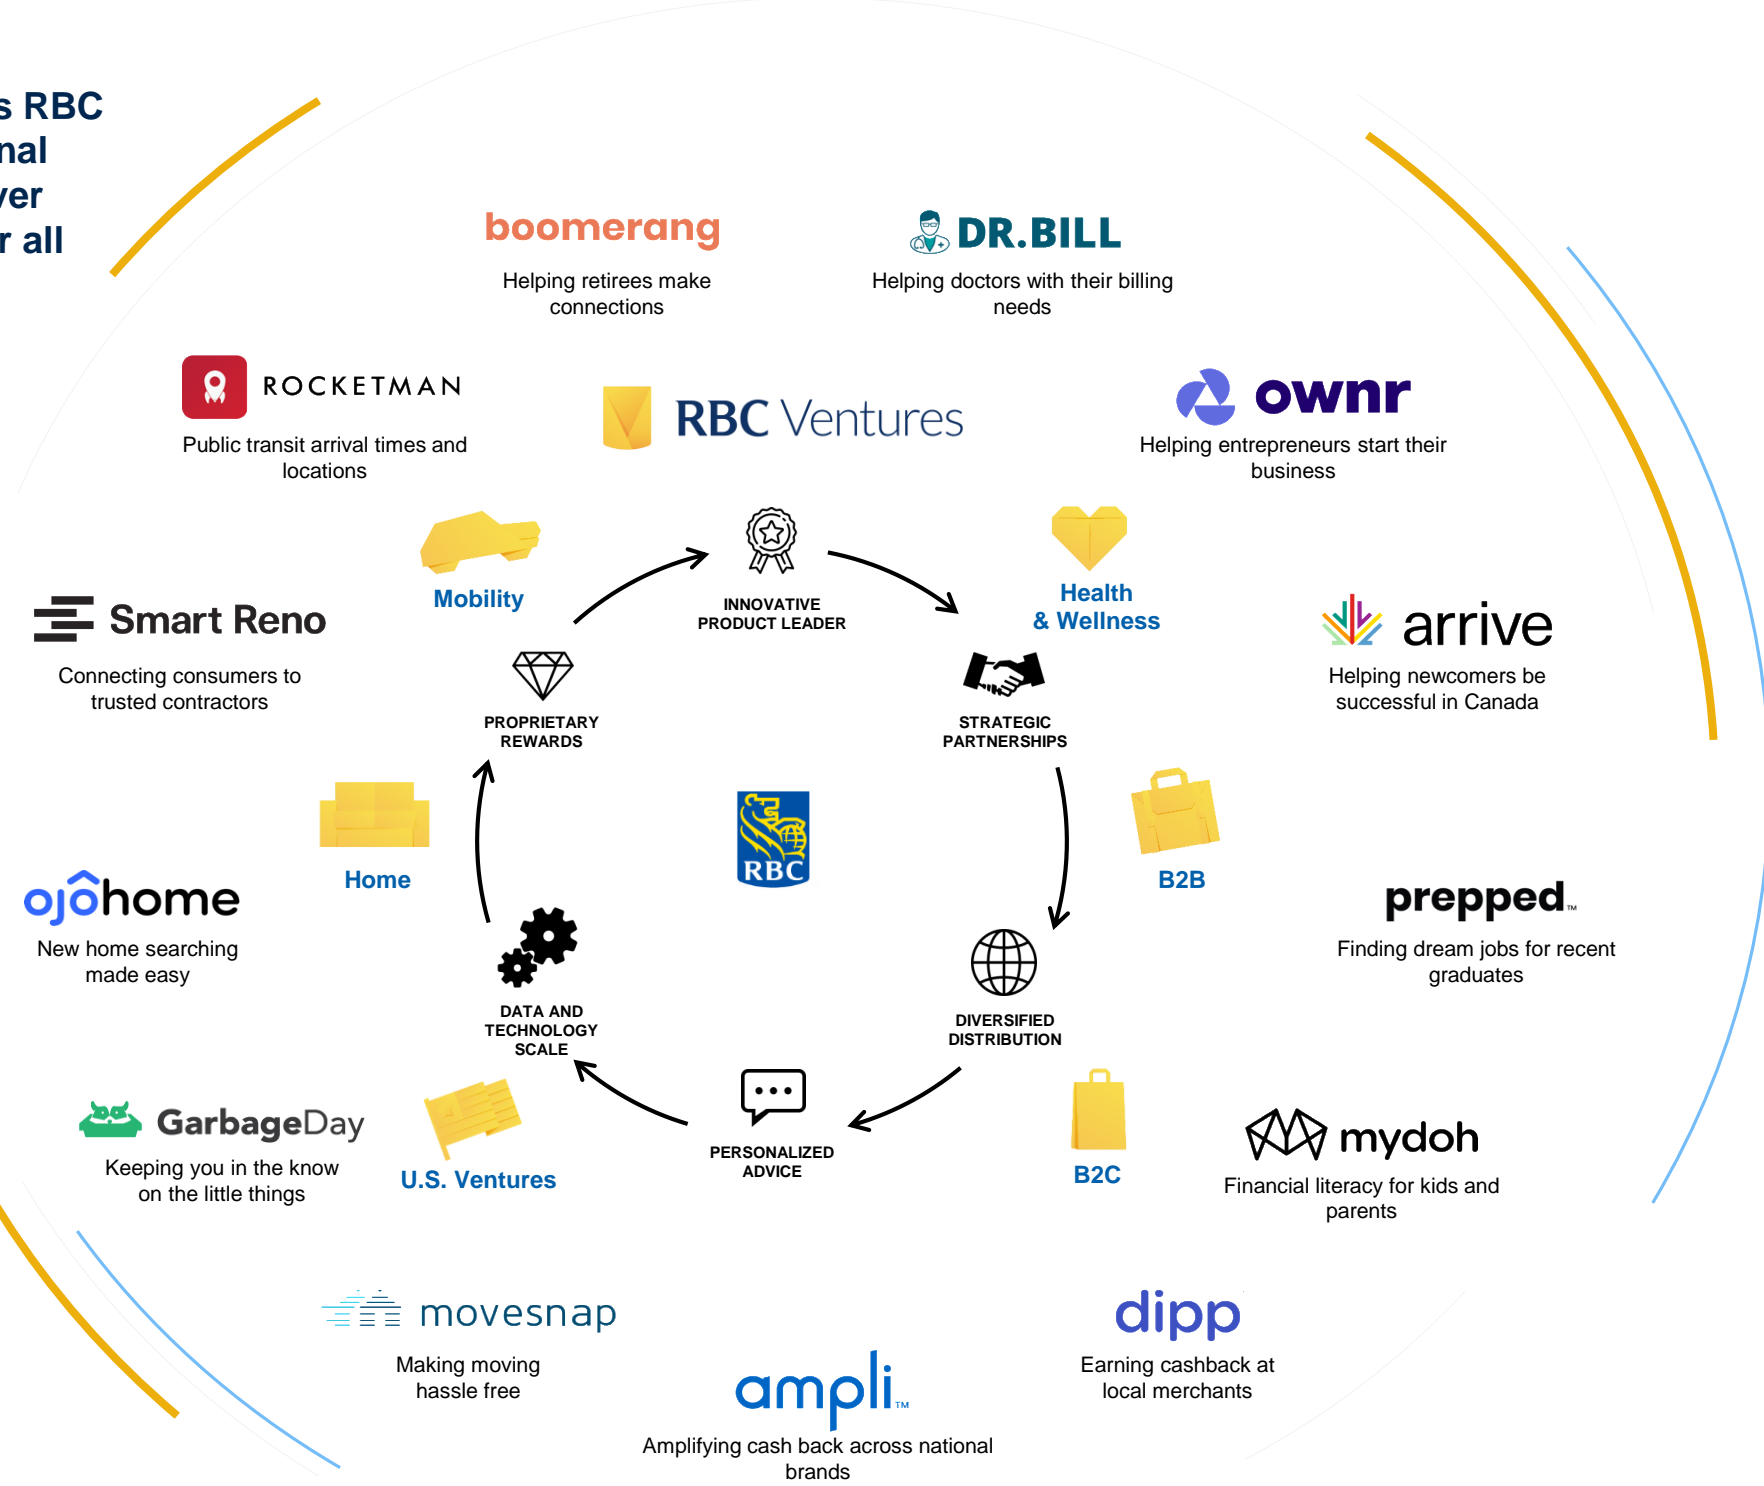 s RBC
nal
ver
r all
boomerang
Helping retirees make
connections
DR.BILL
Helping doctors with their billing
needs
ROCKETMAN
Public transit arrival times and
locations
RBC Ventures
ownr
Helping entrepreneurs start their
business
Mobility
INNOVATIVE
PRODUCT LEADER
Health
& Wellness
Smart Reno
Connecting consumers to
trusted contractors
PROPRIETARY
REWARDS
STRATEGIC
PARTNERSHIPS
arrive
Helping newcomers be
successful in Canada
Home
RBC
B2B
ojôhome
New home searching
made easy
prepped™
Finding dream jobs for recent
graduates
DATA AND
TECHNOLOGY
SCALE
DIVERSIFIED
DISTRIBUTION
GarbageDay
Keeping you in the know
on the little things
U.S. Ventures
PERSONALIZED
ADVICE
B2C
mydoh
Financial literacy for kids and
parents
movesnap
Making moving
hassle free
ampli™
Amplifying cash back across national
brands
dipp
Earning cashback at
local merchants